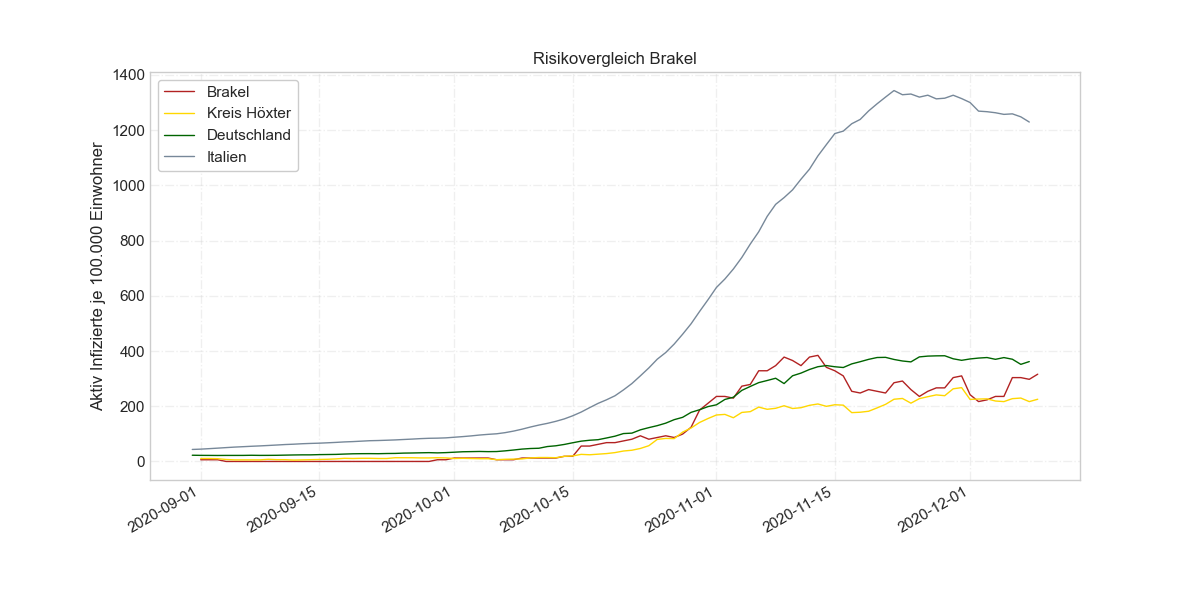 Risikovergleich Brakel
Aktiv Infizierte je 100.000 Einwohner
1400
1200
1000
800
600
400
200
0
Brakel
Kreis Höxter
Deutschland
Italien
2020-09-01
2020-09-15
2020-10-01
2020-10-15
2020-11-01
2020-11-15
2020-12-01